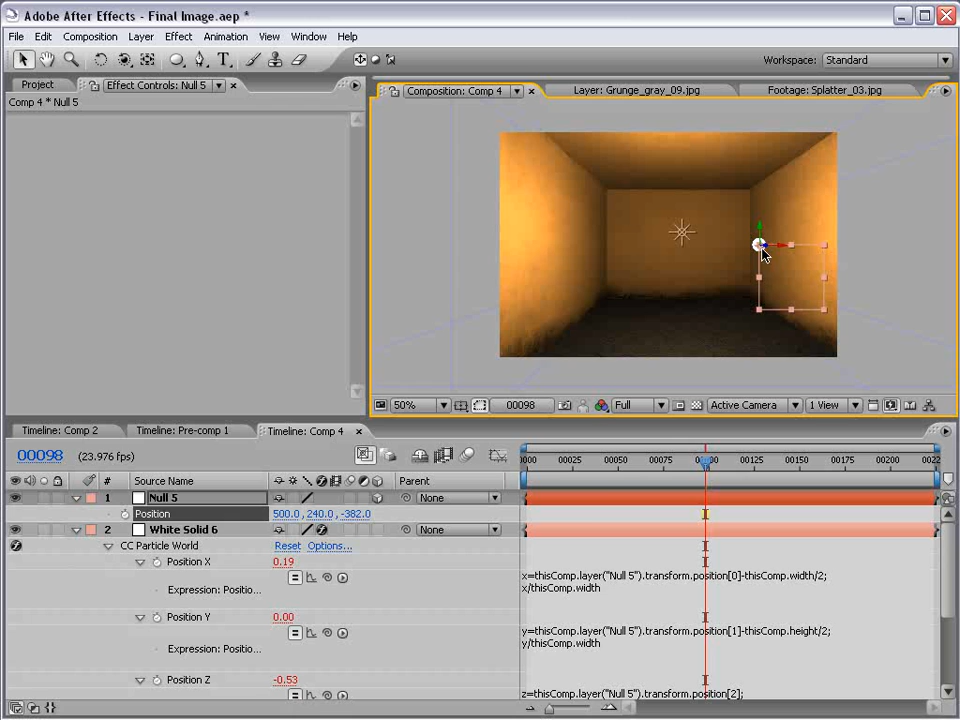 Adobe After Effects - Final Image.aep *
File Edit Composition Layer Effect Animation View Window Help
Workspace: Standard
Project Effect Controls: Null 5
Composition: Comp 4 Layer: Grunge_gray_09.jpg Footage: Splatter_03.jpg
Comp 4 * Null 5
50% 00098 Full Active Camera 1 View
Timeline: Comp 2 Timeline: Pre-comp 1 Timeline: Comp 4
00098 (23.976 fps)
0000 00025 00050 00075 00100 00125 00150 00175 00200 0022
# Source Name Parent
1 Null 5 None
Position 500.0, 240.0, -382.0
2 White Solid 6 None
CC Particle World Reset Options...
Position X 0.19
x=thisComp.layer("Null 5").transform.position[0]-thisComp.width/2;
Expression: Positio... x/thisComp.width
Position Y 0.00
y=thisComp.layer("Null 5").transform.position[1]-thisComp.height/2;
Expression: Positio... y/thisComp.width
Position Z -0.53
z=thisComp.layer("Null 5").transform.position[2];